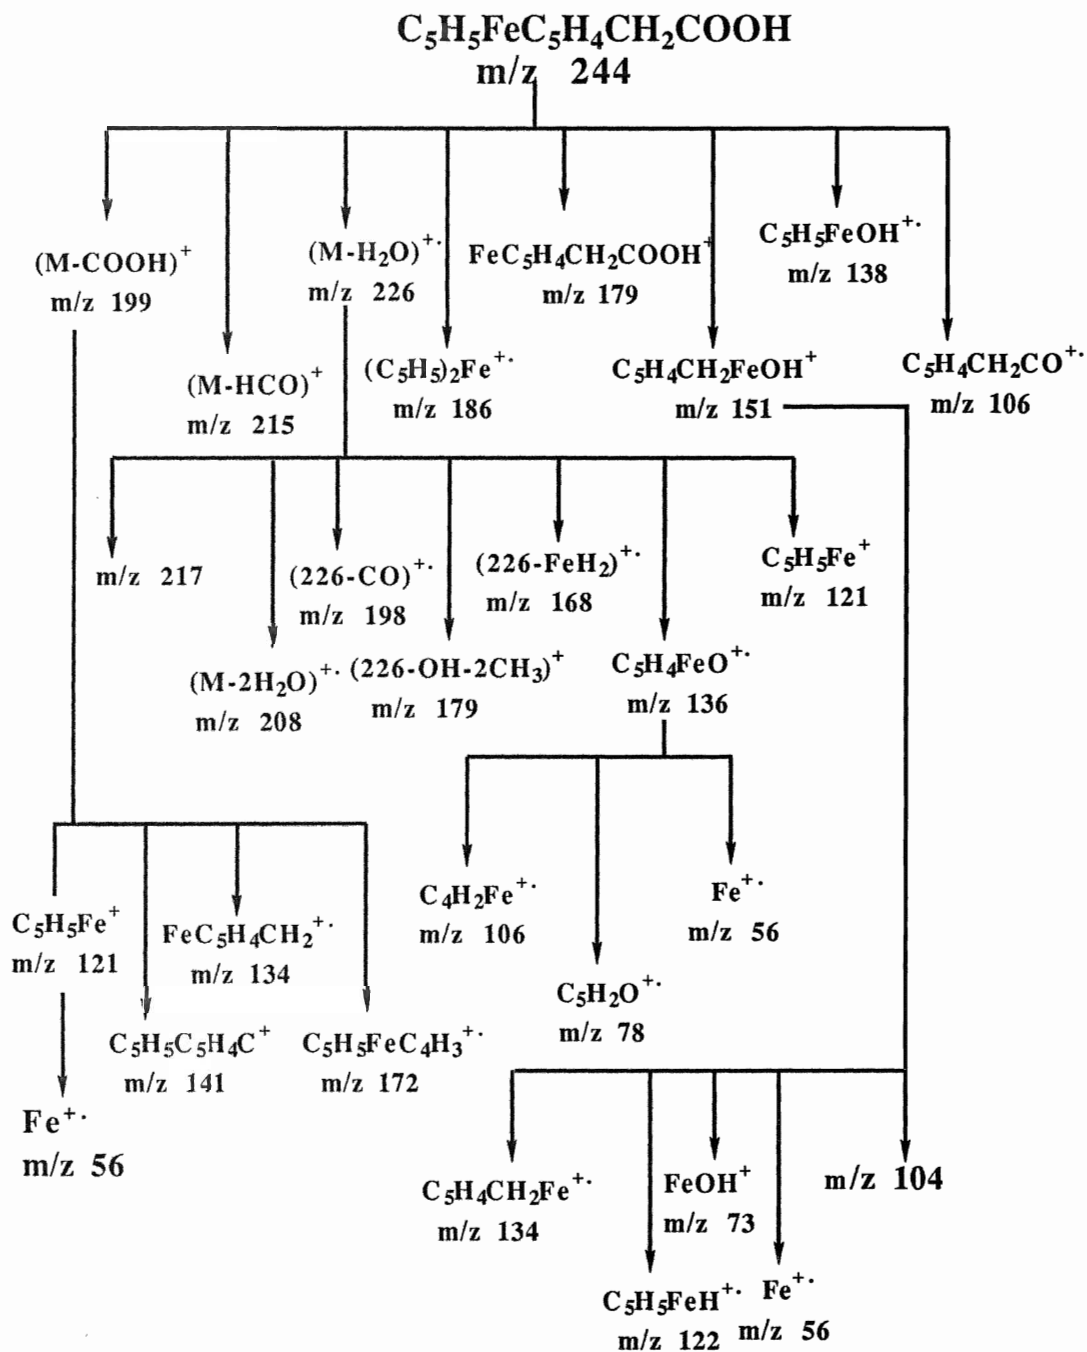 C₅H₅FeC₅H₄CH₂COOH
m/z 244
(M-COOH)⁺
m/z 199
(M-HCO)⁺
m/z 215
(M-H₂O)⁺·
m/z 226
(C₅H₅)₂Fe⁺·
m/z 186
FeC₅H₄CH₂COOH⁺
m/z 179
C₅H₄CH₂FeOH⁺
m/z 151
C₅H₅FeOH⁺·
m/z 138
C₅H₄CH₂CO⁺·
m/z 106
m/z 217
(M-2H₂O)⁺·
m/z 208
(226-CO)⁺·
m/z 198
(226-OH-2CH₃)⁺
m/z 179
(226-FeH₂)⁺·
m/z 168
C₅H₄FeO⁺·
m/z 136
C₅H₅Fe⁺
m/z 121
C₄H₂Fe⁺·
m/z 106
C₅H₂O⁺·
m/z 78
Fe⁺·
m/z 56
C₅H₅Fe⁺
m/z 121
FeC₅H₄CH₂⁺·
m/z 134
C₅H₅C₅H₄C⁺
m/z 141
C₅H₅FeC₄H₃⁺·
m/z 172
Fe⁺·
m/z 56
C₅H₄CH₂Fe⁺·
m/z 134
C₅H₅FeH⁺·
m/z 122
FeOH⁺
m/z 73
Fe⁺·
m/z 56
m/z 104